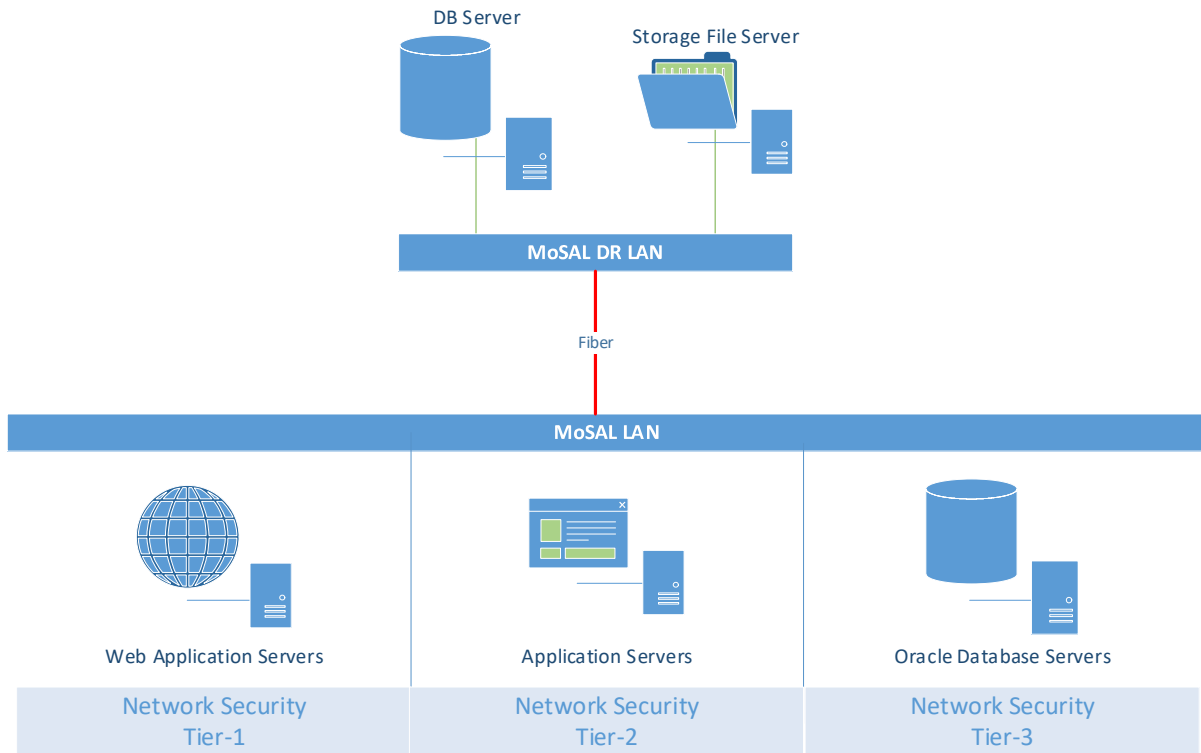 DB Server
Storage File Server
MoSAL DR LAN
Fiber
MoSAL LAN
Web Application Servers
Application Servers
Oracle Database Servers
Network Security
Tier-1
Network Security
Tier-2
Network Security
Tier-3